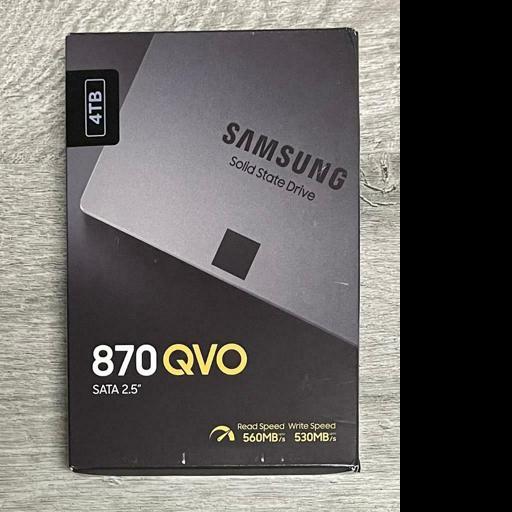 4TB
SAMSUNG
Solid State Drive
870 QVO
SATA 2.5"
Read Speed Write Speed
560MB/s 530MB/s